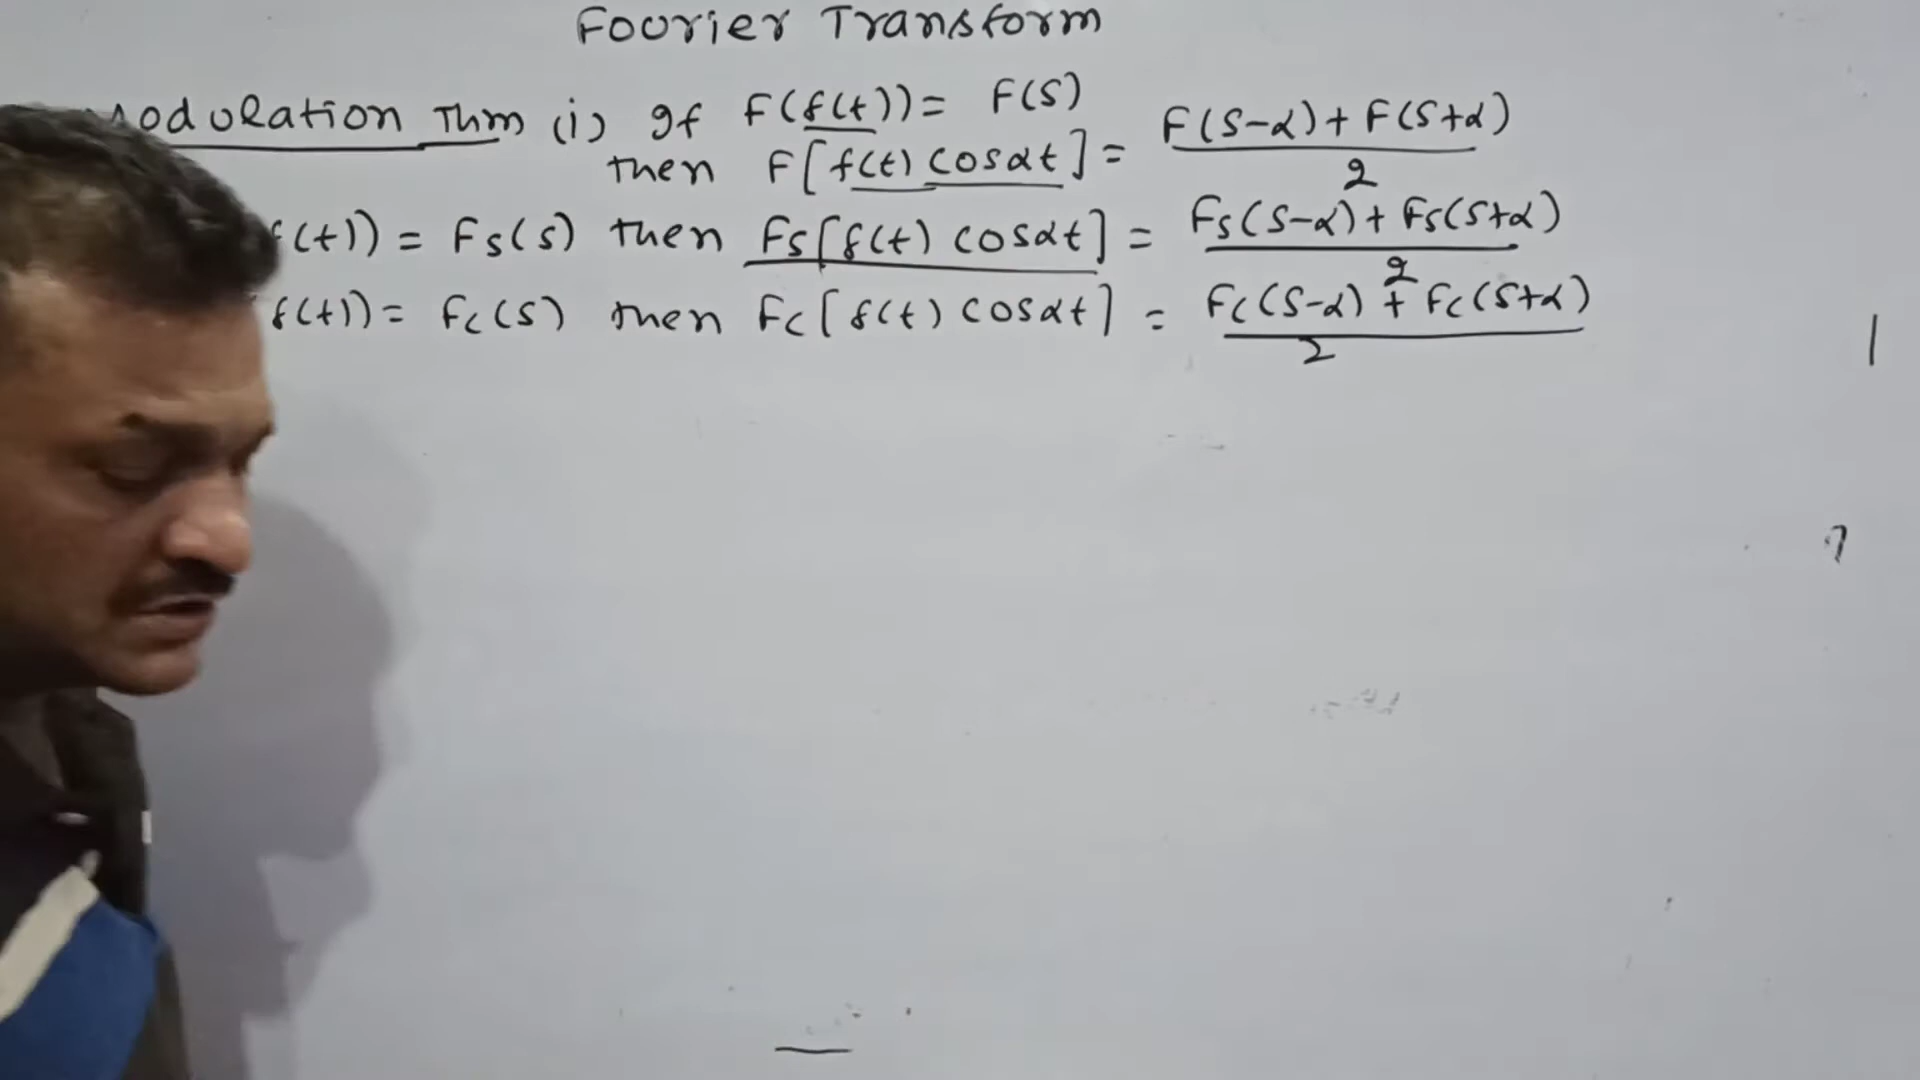 Fourier Transform
Modulation Thm (i) If F(f(t)) = F(s)
then F[f(t) cosαt] = F(s-α) + F(s+α) / 2
f(t)) = Fs(s) then Fs[f(t) cosαt] = Fs(s-α) + Fs(s+α) / 2
f(t)) = Fc(s) then Fc[f(t) cosαt] = Fc(s-α) + Fc(s+α) / 2